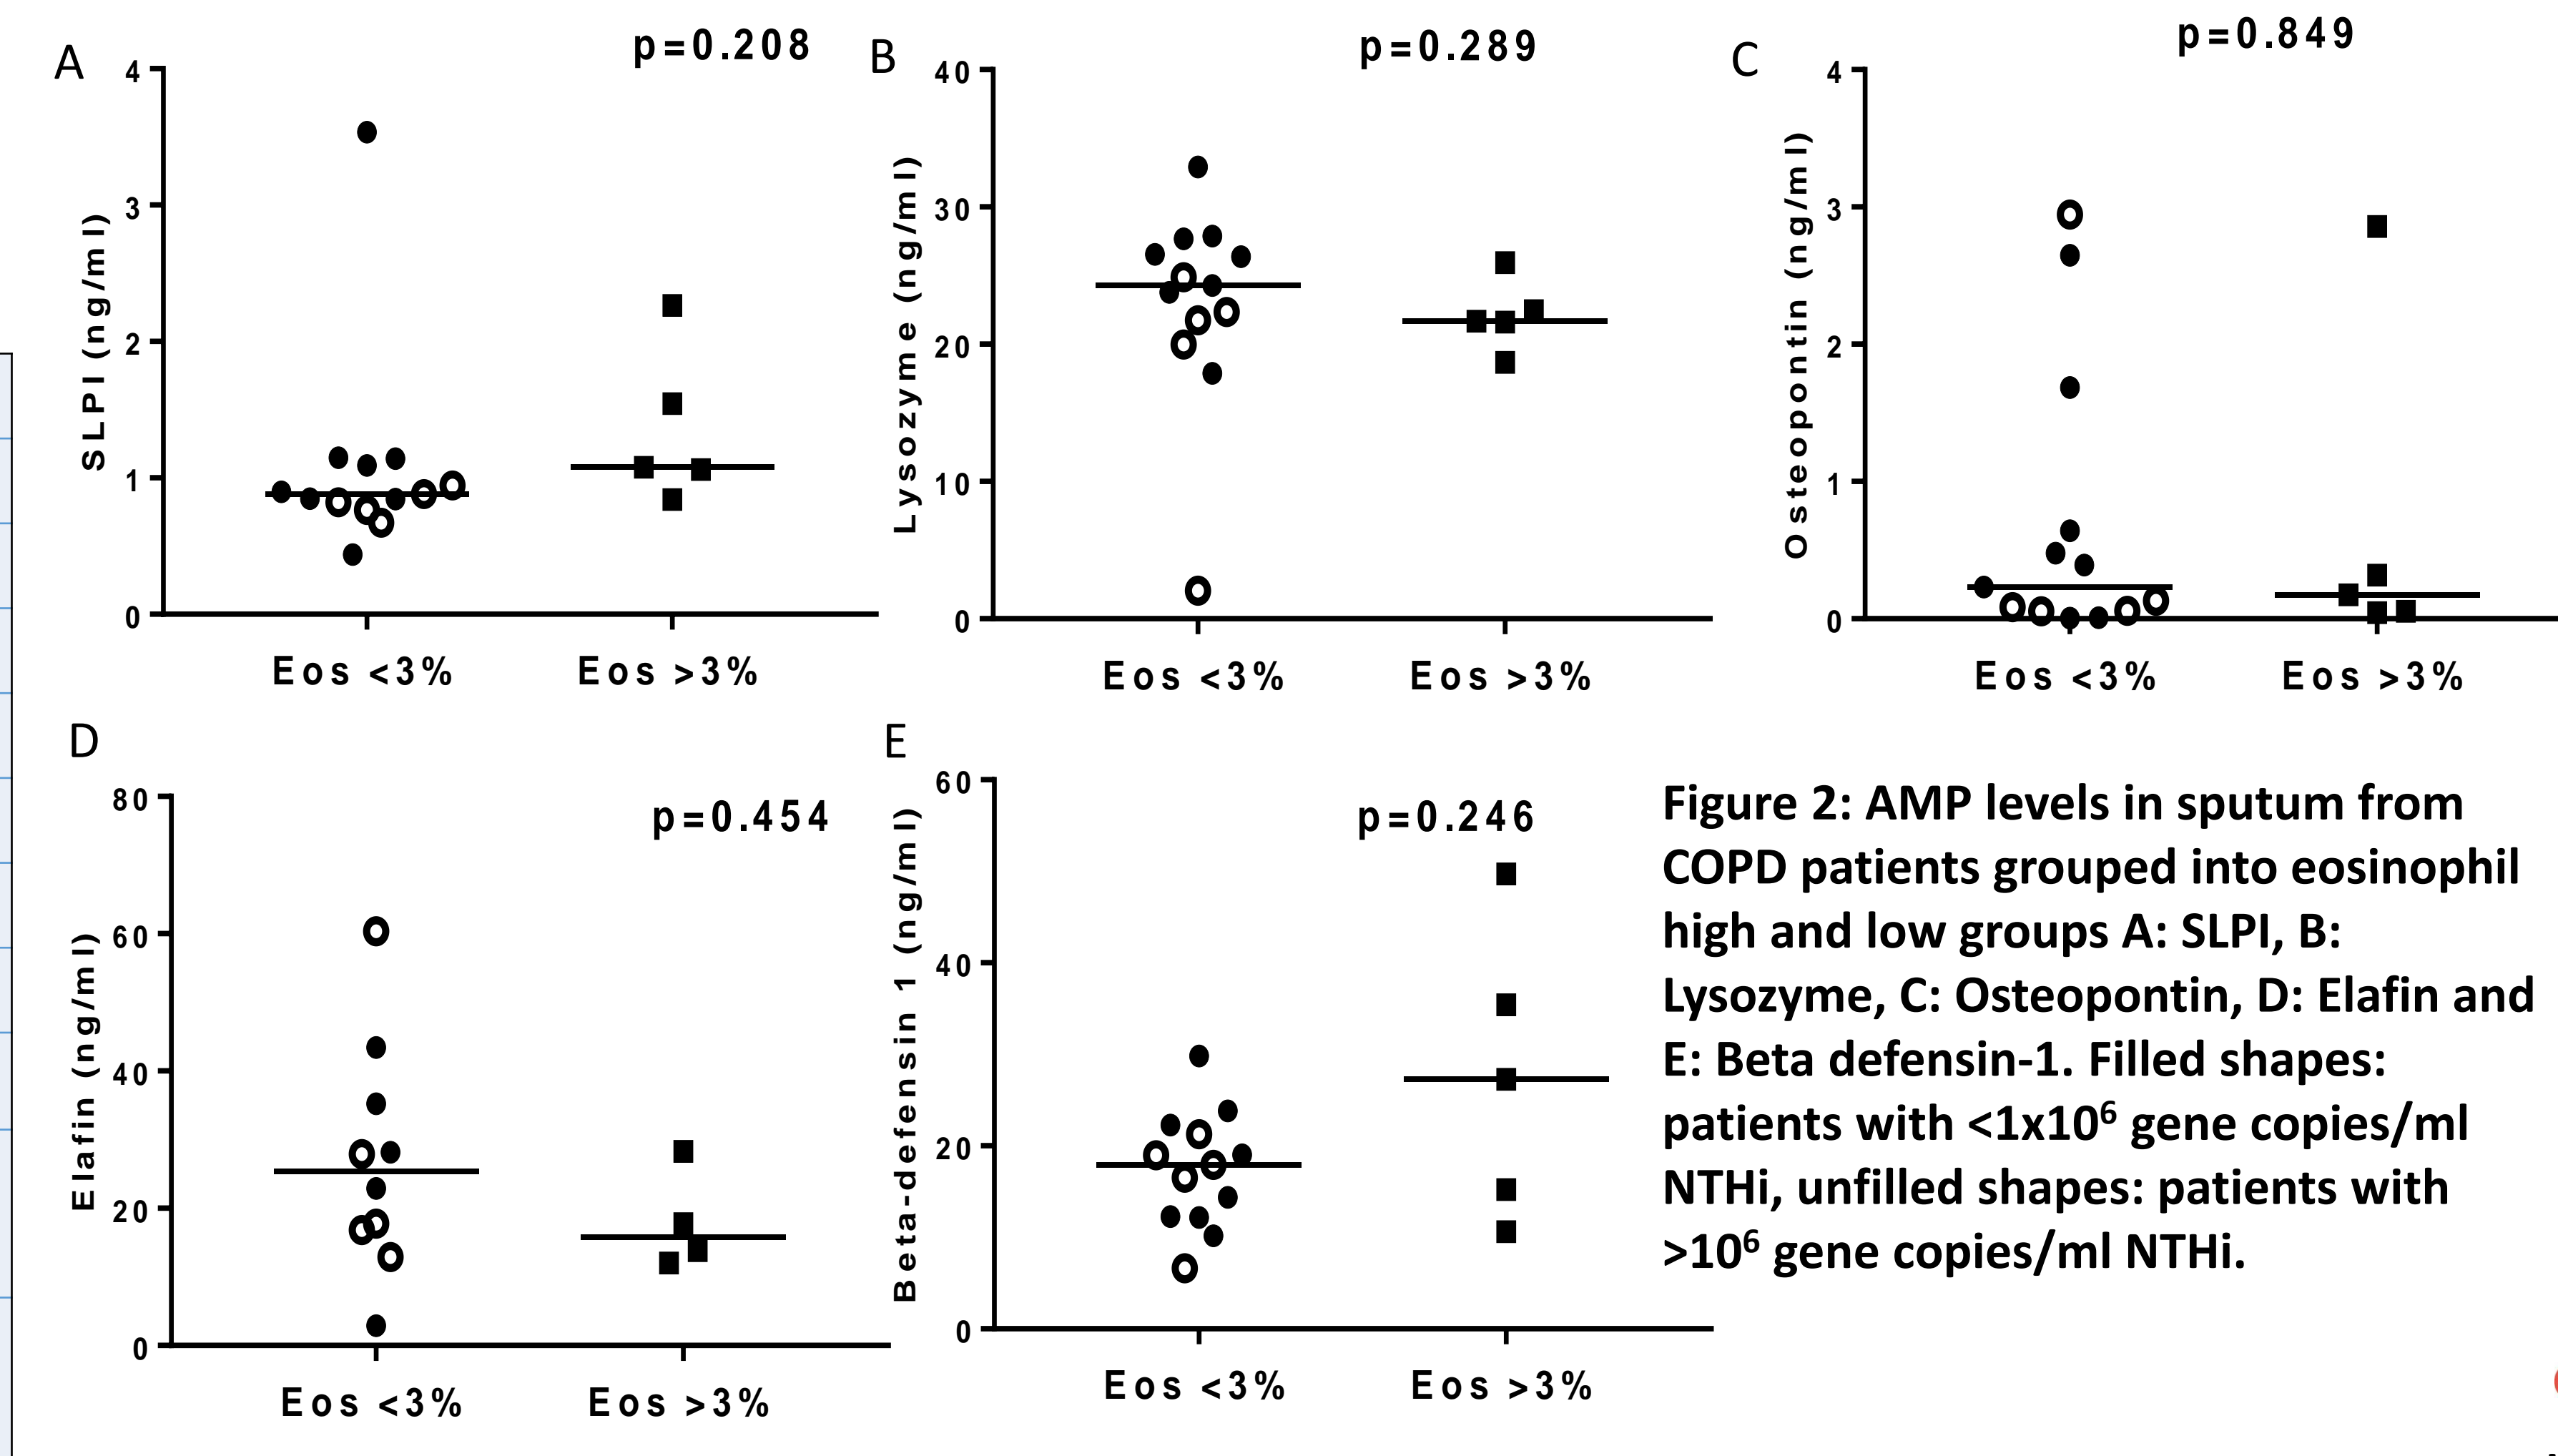 A
p=0.208
4
3
2
1
0
SLPI (ng/ml)
Eos <3%
Eos >3%
B
p=0.289
40
30
20
10
0
Lysozyme (ng/ml)
Eos <3%
Eos >3%
C
p=0.849
4
3
2
1
0
Osteopontin (ng/ml)
Eos <3%
Eos >3%
D
p=0.454
80
60
40
20
0
Elafin (ng/ml)
Eos <3%
Eos >3%
E
p=0.246
60
40
20
0
Beta-defensin 1 (ng/ml)
Eos <3%
Eos >3%
Figure 2: AMP levels in sputum from
COPD patients grouped into eosinophil
high and low groups A: SLPI, B:
Lysozyme, C: Osteopontin, D: Elafin and
E: Beta defensin-1. Filled shapes:
patients with <1x10⁶ gene copies/ml
NTHi, unfilled shapes: patients with
>10⁶ gene copies/ml NTHi.